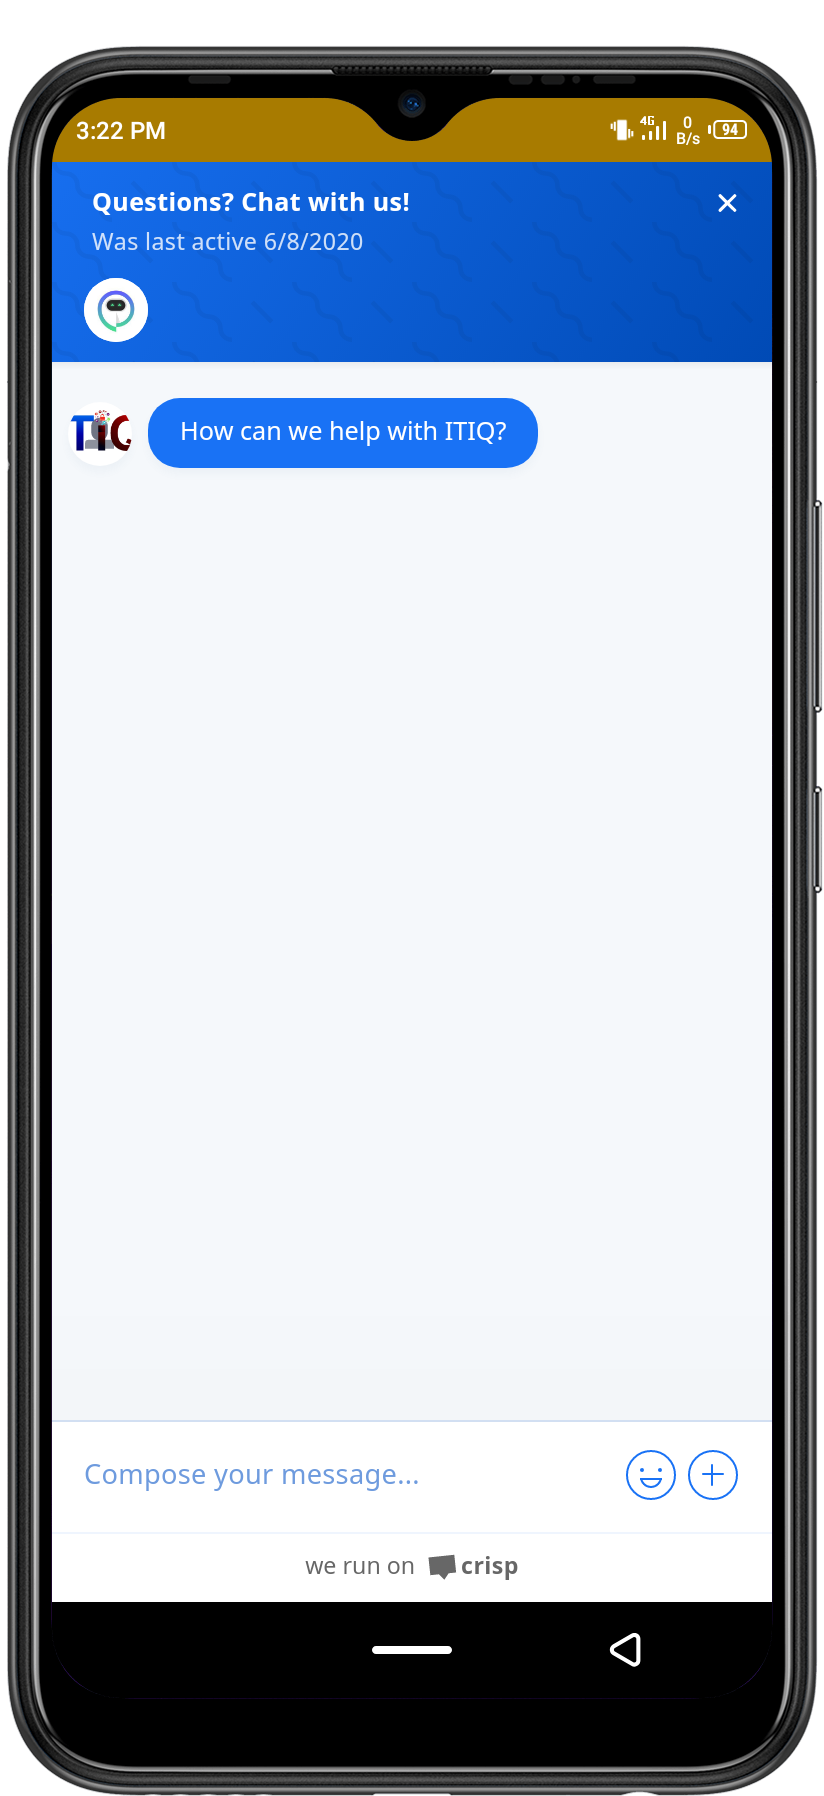 3:22 PM
4G
0
B/s
94
Questions? Chat with us!
Was last active 6/8/2020
TIQ
How can we help with ITIQ?
Compose your message...
we run on crisp